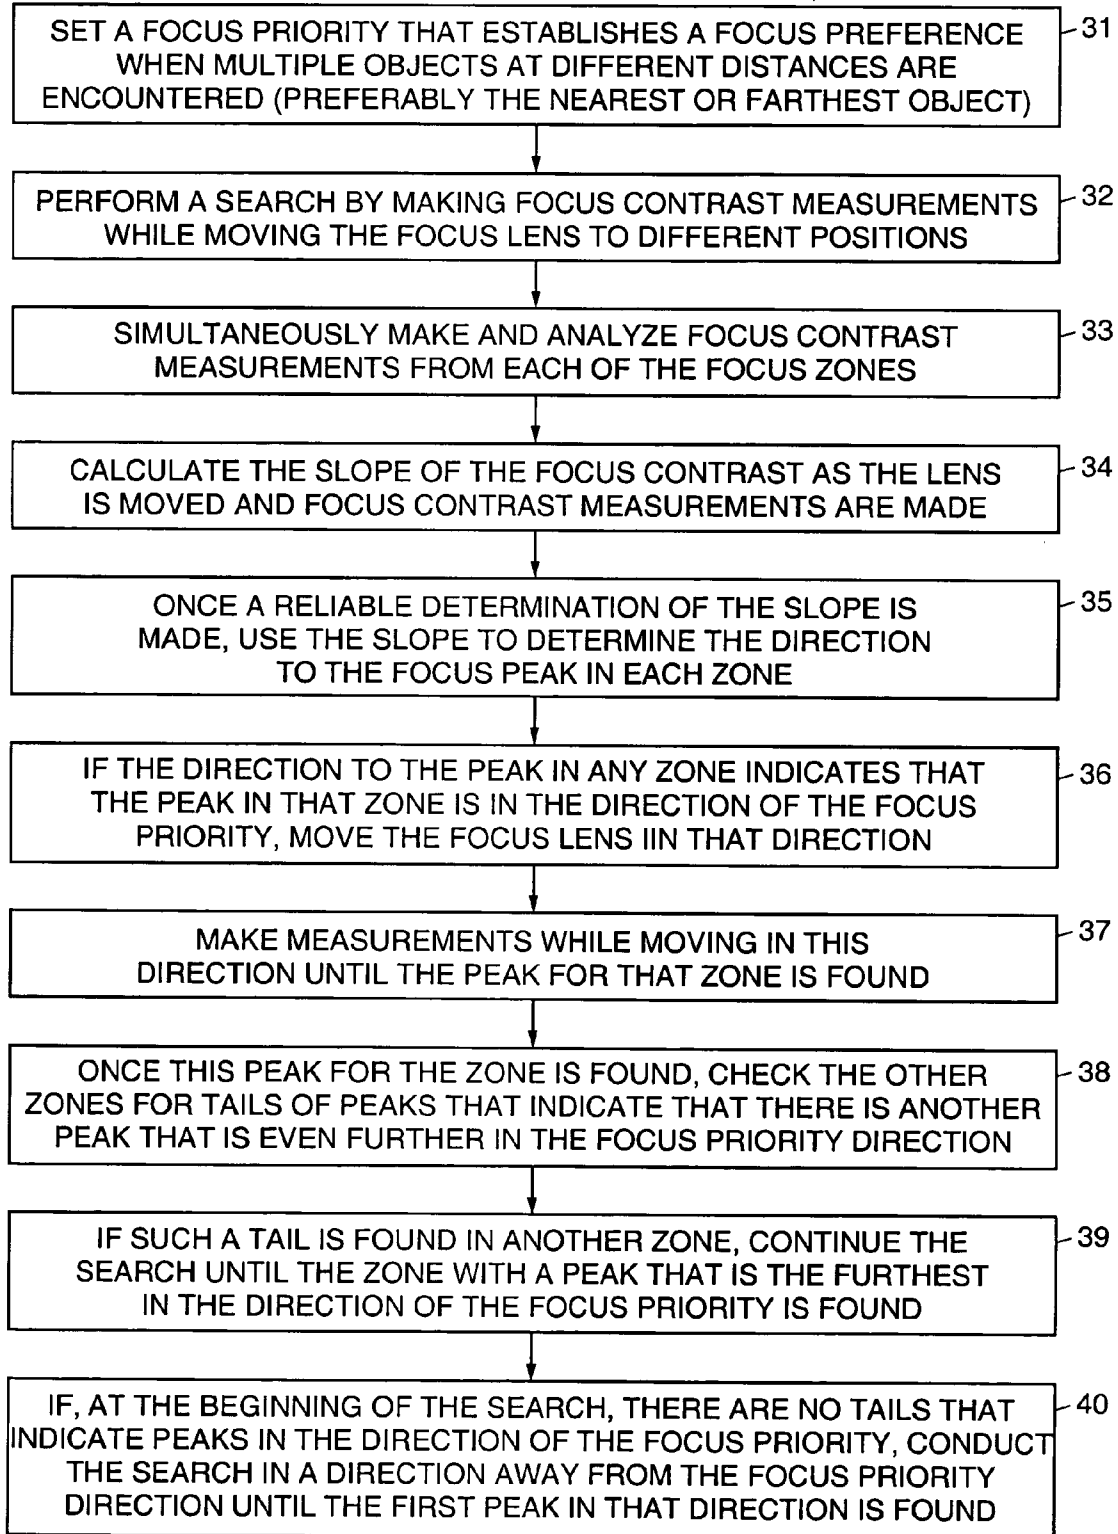 SET A FOCUS PRIORITY THAT ESTABLISHES A FOCUS PREFERENCE
WHEN MULTIPLE OBJECTS AT DIFFERENT DISTANCES ARE
ENCOUNTERED (PREFERABLY THE NEAREST OR FARTHEST OBJECT)
31
PERFORM A SEARCH BY MAKING FOCUS CONTRAST MEASUREMENTS
WHILE MOVING THE FOCUS LENS TO DIFFERENT POSITIONS
32
SIMULTANEOUSLY MAKE AND ANALYZE FOCUS CONTRAST
MEASUREMENTS FROM EACH OF THE FOCUS ZONES
33
CALCULATE THE SLOPE OF THE FOCUS CONTRAST AS THE LENS
IS MOVED AND FOCUS CONTRAST MEASUREMENTS ARE MADE
34
ONCE A RELIABLE DETERMINATION OF THE SLOPE IS
MADE, USE THE SLOPE TO DETERMINE THE DIRECTION
TO THE FOCUS PEAK IN EACH ZONE
35
IF THE DIRECTION TO THE PEAK IN ANY ZONE INDICATES THAT
THE PEAK IN THAT ZONE IS IN THE DIRECTION OF THE FOCUS
PRIORITY, MOVE THE FOCUS LENS IIN THAT DIRECTION
36
MAKE MEASUREMENTS WHILE MOVING IN THIS
DIRECTION UNTIL THE PEAK FOR THAT ZONE IS FOUND
37
ONCE THIS PEAK FOR THE ZONE IS FOUND, CHECK THE OTHER
ZONES FOR TAILS OF PEAKS THAT INDICATE THAT THERE IS ANOTHER
PEAK THAT IS EVEN FURTHER IN THE FOCUS PRIORITY DIRECTION
38
IF SUCH A TAIL IS FOUND IN ANOTHER ZONE, CONTINUE THE
SEARCH UNTIL THE ZONE WITH A PEAK THAT IS THE FURTHEST
IN THE DIRECTION OF THE FOCUS PRIORITY IS FOUND
39
IF, AT THE BEGINNING OF THE SEARCH, THERE ARE NO TAILS THAT
INDICATE PEAKS IN THE DIRECTION OF THE FOCUS PRIORITY, CONDUCT
THE SEARCH IN A DIRECTION AWAY FROM THE FOCUS PRIORITY
DIRECTION UNTIL THE FIRST PEAK IN THAT DIRECTION IS FOUND
40